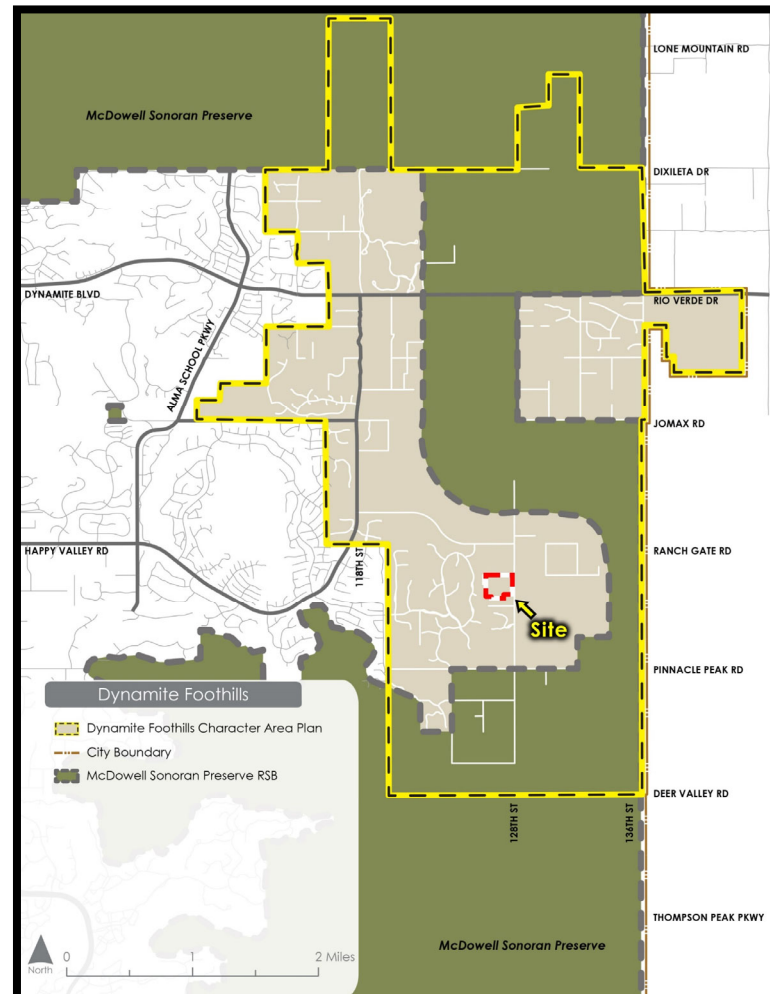 LONE MOUNTAIN RD
McDowell Sonoran Preserve
DIXILETA DR
DYNAMITE BLVD
RIO VERDE DR
ALMA SCHOOL PKWY
JOMAX RD
HAPPY VALLEY RD
118TH ST
RANCH GATE RD
Site
PINNACLE PEAK RD
Dynamite Foothills
Dynamite Foothills Character Area Plan
City Boundary
McDowell Sonoran Preserve RSB
DEER VALLEY RD
128TH ST
136TH ST
THOMPSON PEAK PKWY
McDowell Sonoran Preserve
North
0 1 2 Miles